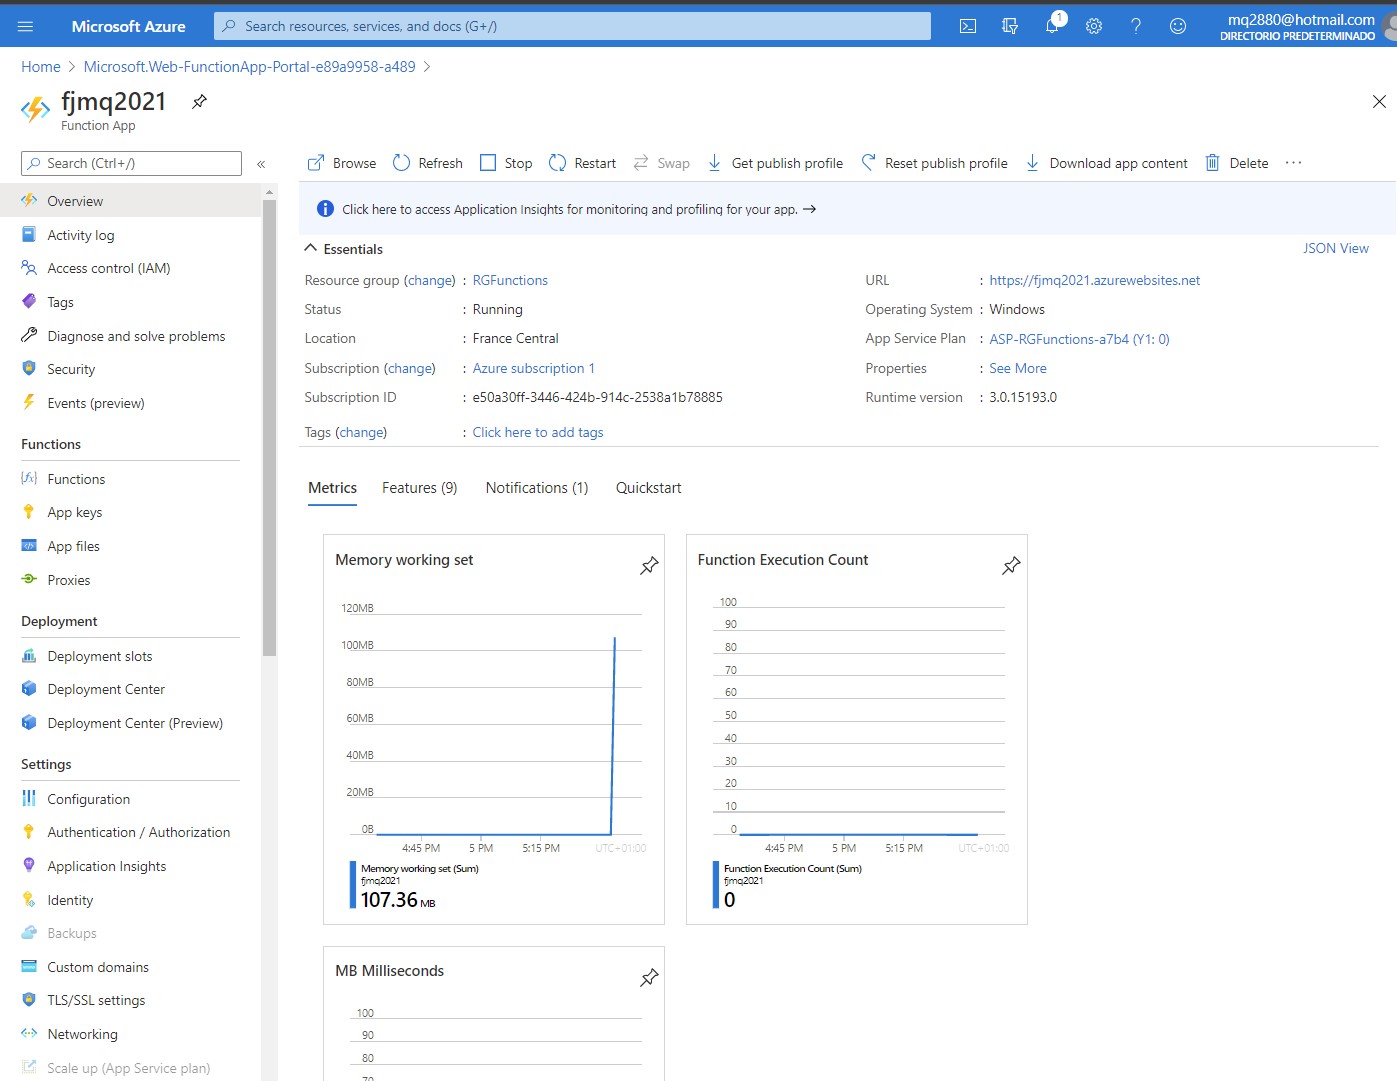 Microsoft Azure
Search resources, services, and docs (G+/)
1
mq2880@hotmail.com
DIRECTORIO PREDETERMINADO
Home > Microsoft.Web-FunctionApp-Portal-e89a9958-a489 >
fjmq2021
Function App
Search (Ctrl+/)
«
Browse Refresh Stop Restart Swap Get publish profile Reset publish profile Download app content Delete ...
Overview
Activity log
Access control (IAM)
Tags
Diagnose and solve problems
Security
Events (preview)
Functions
Functions
App keys
App files
Proxies
Deployment
Deployment slots
Deployment Center
Deployment Center (Preview)
Settings
Configuration
Authentication / Authorization
Application Insights
Identity
Backups
Custom domains
TLS/SSL settings
Networking
Scale up (App Service plan)
Click here to access Application Insights for monitoring and profiling for your app. →
Essentials
JSON View
Resource group (change) : RGFunctions
Status : Running
Location : France Central
Subscription (change) : Azure subscription 1
Subscription ID : e50a30ff-3446-424b-914c-2538a1b78885
Tags (change) : Click here to add tags
URL : https://fjmq2021.azurewebsites.net
Operating System : Windows
App Service Plan : ASP-RGFunctions-a7b4 (Y1: 0)
Properties : See More
Runtime version : 3.0.15193.0
Metrics Features (9) Notifications (1) Quickstart
Memory working set
120MB
100MB
80MB
60MB
40MB
20MB
0B
4:45 PM 5 PM 5:15 PM UTC+01:00
Memory working set (Sum)
fjmq2021
107.36 MB
Function Execution Count
100
90
80
70
60
50
40
30
20
10
0
4:45 PM 5 PM 5:15 PM UTC+01:00
Function Execution Count (Sum)
fjmq2021
0
MB Milliseconds
100
90
80
70